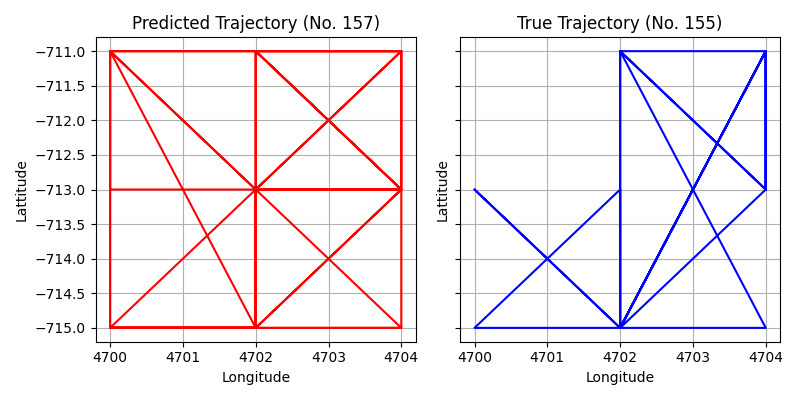 Predicted Trajectory (No. 157)
−711.0
−711.5
−712.0
−712.5
−713.0
−713.5
−714.0
−714.5
−715.0
Lattitude
4700 4701 4702 4703 4704
Longitude
True Trajectory (No. 155)
Lattitude
4700 4701 4702 4703 4704
Longitude